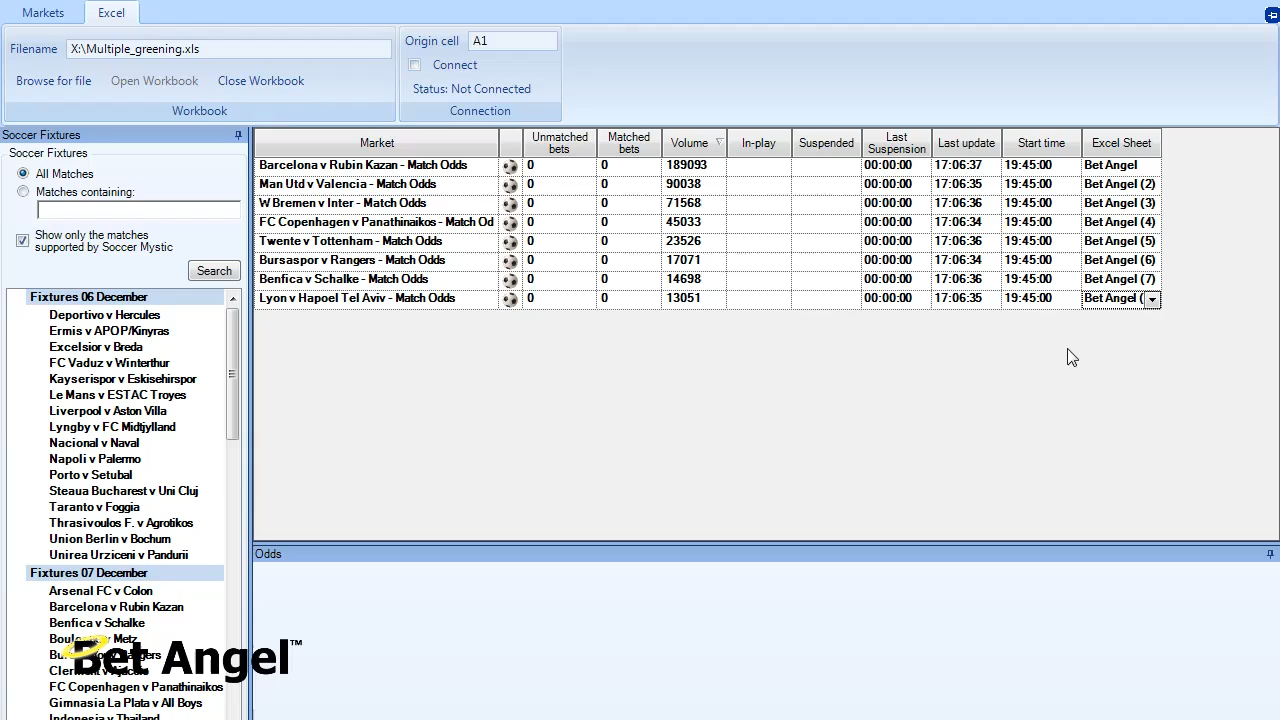 Markets Excel
Filename X:\Multiple_greening.xls
Browse for file Open Workbook Close Workbook
Workbook
Origin cell A1
Connect
Status: Not Connected
Connection
Soccer Fixtures
Soccer Fixtures
All Matches
Matches containing:
Show only the matches
supported by Soccer Mystic
Search
Fixtures 06 December
Deportivo v Hercules
Ermis v APOP/Kinyras
Excelsior v Breda
FC Vaduz v Winterthur
Kayserispor v Eskisehirspor
Le Mans v ESTAC Troyes
Liverpool v Aston Villa
Lyngby v FC Midtjylland
Nacional v Naval
Napoli v Palermo
Porto v Setubal
Steaua Bucharest v Uni Cluj
Taranto v Foggia
Thrasivoulos F. v Agrotikos
Union Berlin v Bochum
Unirea Urziceni v Pandurii
Fixtures 07 December
Arsenal FC v Colon
Barcelona v Rubin Kazan
Benfica v Schalke
Metz
FC Copenhagen v Panathinaikos
Gimnasia La Plata v All Boys
Indonesia v Thailand
Bet Angel™
Market Unmatched bets Matched bets Volume In-play Suspended Last Suspension Last update Start time Excel Sheet
Barcelona v Rubin Kazan - Match Odds 0 0 189093 00:00:00 17:06:37 19:45:00 Bet Angel
Man Utd v Valencia - Match Odds 0 0 90038 00:00:00 17:06:35 19:45:00 Bet Angel (2)
W Bremen v Inter - Match Odds 0 0 71568 00:00:00 17:06:36 19:45:00 Bet Angel (3)
FC Copenhagen v Panathinaikos - Match Od 0 0 45033 00:00:00 17:06:34 19:45:00 Bet Angel (4)
Twente v Tottenham - Match Odds 0 0 23526 00:00:00 17:06:36 19:45:00 Bet Angel (5)
Bursaspor v Rangers - Match Odds 0 0 17071 00:00:00 17:06:34 19:45:00 Bet Angel (6)
Benfica v Schalke - Match Odds 0 0 14698 00:00:00 17:06:36 19:45:00 Bet Angel (7)
Lyon v Hapoel Tel Aviv - Match Odds 0 0 13051 00:00:00 17:06:35 19:45:00 Bet Angel (
Odds